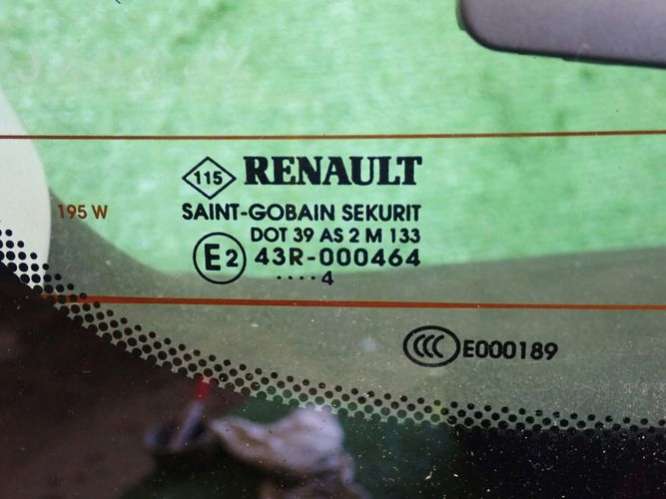 115 RENAULT
195 W
SAINT-GOBAIN SEKURIT
DOT 39 AS 2 M 133
E2 43R-000464
....4
CCC E000189